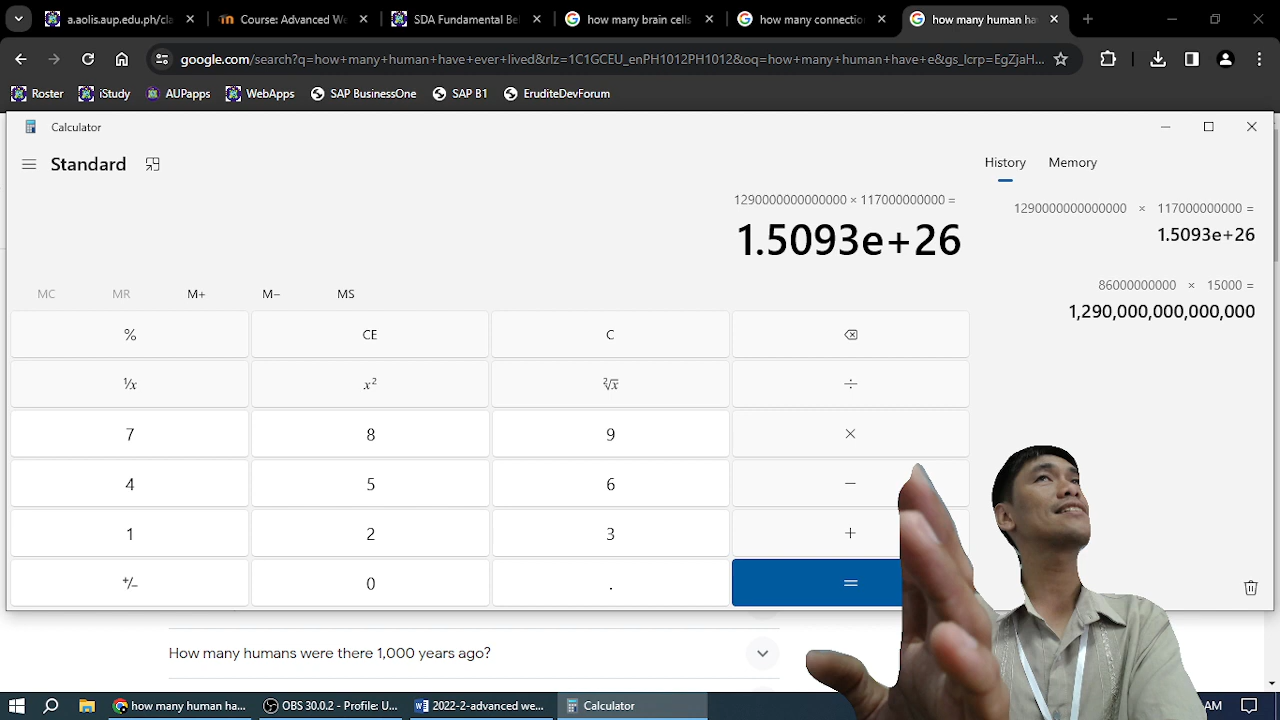 a.aolis.aup.edu.ph/cla
Course: Advanced We
SDA Fundamental Bel
how many brain cells
how many connection
how many human ha
google.com/search?q=how+many+human+have+ever+lived&rlz=1C1GCEU_enPH1012PH1012&oq=how+many+human+have+e&gs_lcrp=EgZjaH...
Roster
iStudy
AUPapps
WebApps
SAP BusinessOne
SAP B1
EruditeDevForum
Calculator
Standard
History
Memory
1290000000000000 × 117000000000 =
1.5093e+26
1290000000000000 × 117000000000 =
1.5093e+26
86000000000 × 15000 =
1,290,000,000,000,000
MC
MR
M+
M−
MS
%
CE
C
⌫
¹/x
x²
²√x
÷
7
8
9
×
4
5
6
−
1
2
3
+
+/−
0
.
=
How many humans were there 1,000 years ago?
how many human ha...
OBS 30.0.2 - Profile: U...
2022-2-advanced we...
Calculator
AM